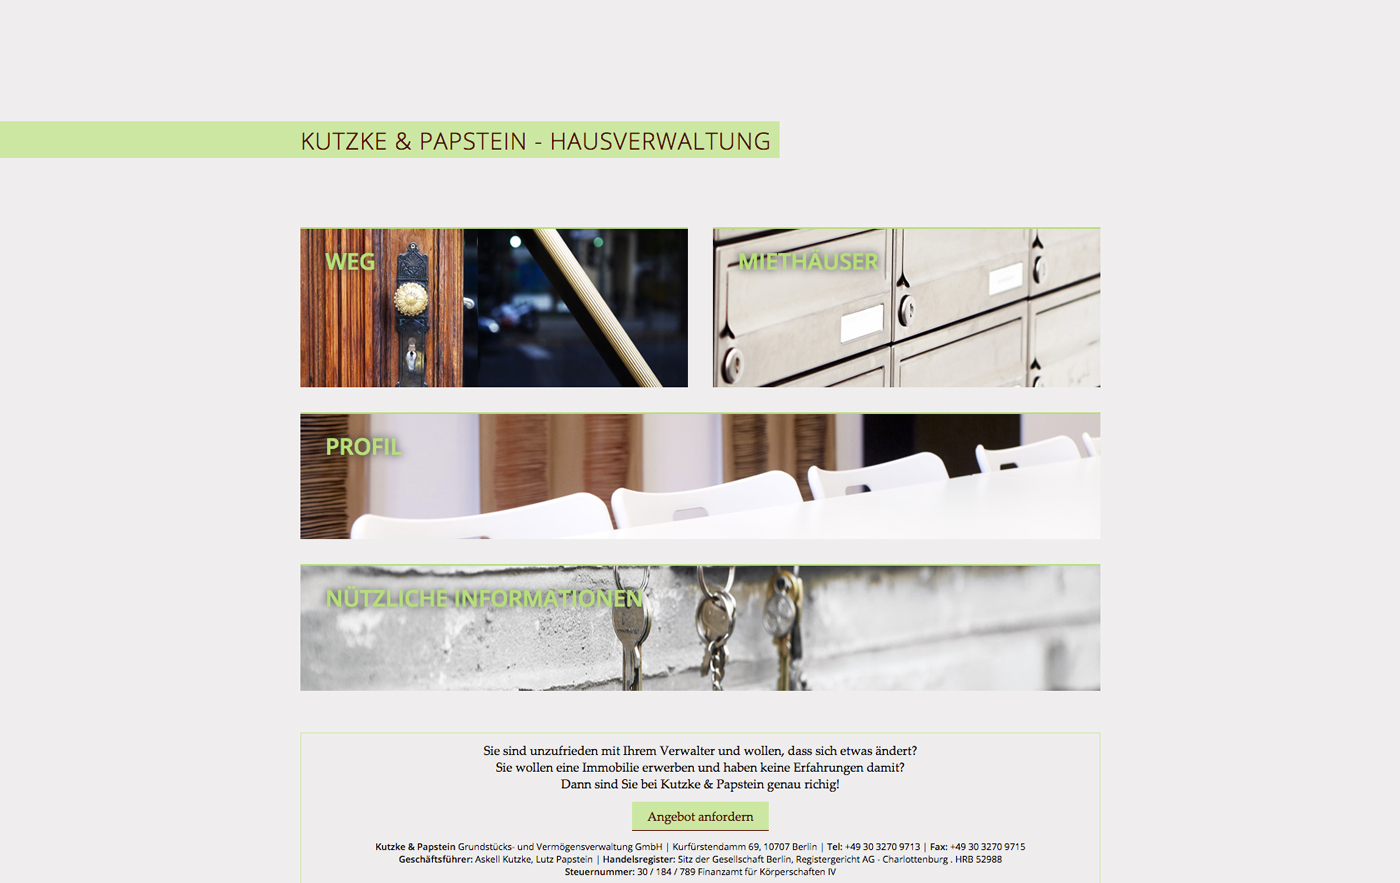 KUTZKE & PAPSTEIN - HAUSVERWALTUNG
WEG
MIETHÄUSER
PROFIL
NÜTZLICHE INFORMATIONEN
Sie sind unzufrieden mit Ihrem Verwalter und wollen, dass sich etwas ändert?
Sie wollen eine Immobilie erwerben und haben keine Erfahrungen damit?
Dann sind Sie bei Kutzke & Papstein genau richig!
Angebot anfordern
Kutzke & Papstein Grundstücks- und Vermögensverwaltung GmbH | Kurfürstendamm 69, 10707 Berlin | Tel: +49 30 3270 9713 | Fax: +49 30 3270 9715
Geschäftsführer: Askell Kutzke, Lutz Papstein | Handelsregister: Sitz der Gesellschaft Berlin, Registergericht AG - Charlottenburg . HRB 52988
Steuernummer: 30 / 184 / 789 Finanzamt für Körperschaften IV